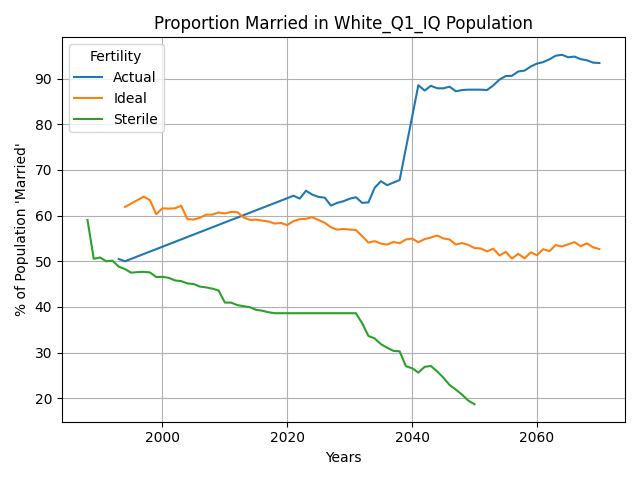 Proportion Married in White_Q1_IQ Population
Fertility
Actual
Ideal
Sterile
% of Population 'Married'
90
80
70
60
50
40
30
20
2000
2020
2040
2060
Years